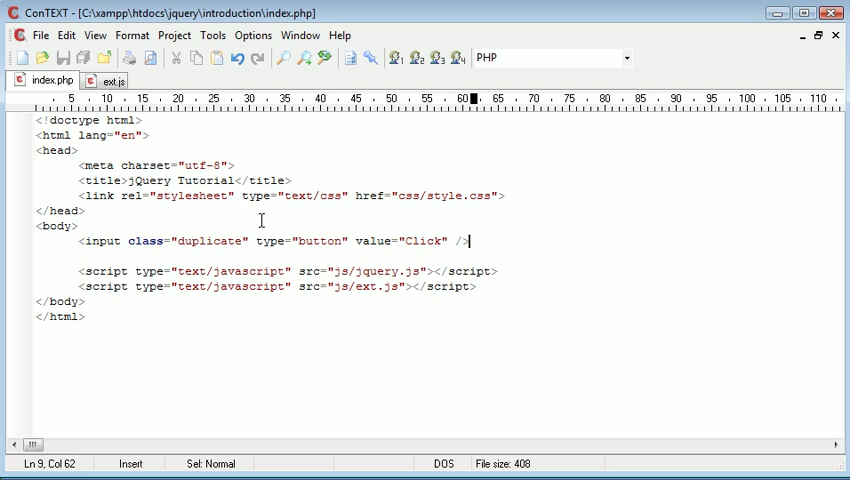 ConTEXT - [C:\xampp\htdocs\jquery\introduction\index.php]
File Edit View Format Project Tools Options Window Help
1 2 3 4 PHP
index.php ext.js
5 10 15 20 25 30 35 40 45 50 55 60 65 70 75 80 85 90 95 100 105 110
<!doctype html>
<html lang="en">
<head>
<meta charset="utf-8">
<title>jQuery Tutorial</title>
<link rel="stylesheet" type="text/css" href="css/style.css">
</head>
<body>
<input class="duplicate" type="button" value="Click" />
<script type="text/javascript" src="js/jquery.js"></script>
<script type="text/javascript" src="js/ext.js"></script>
</body>
</html>
Ln 9, Col 62 Insert Sel: Normal DOS File size: 408